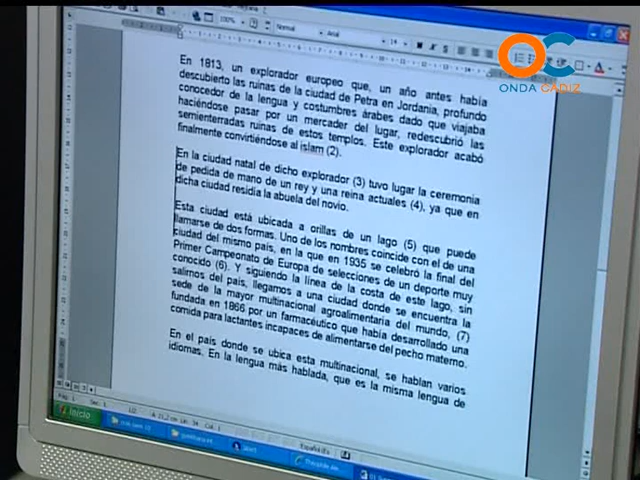 100%
Normal
Arial
14
OC
ONDA CÁDIZ
En 1813, un explorador europeo que, un año antes había
descubierto las ruinas de la ciudad de Petra en Jordania, profundo
conocedor de la lengua y costumbres árabes dado que viajaba
haciéndose pasar por un mercader del lugar, redescubrió las
semienterradas ruinas de estos templos. Este explorador acabó
finalmente convirtiéndose al islam (2).
En la ciudad natal de dicho explorador (3) tuvo lugar la ceremonia
de pedida de mano de un rey y una reina actuales (4), ya que en
dicha ciudad residía la abuela del novio.
Esta ciudad está ubicada a orillas de un lago (5) que puede
llamarse de dos formas. Uno de los nombres coincide con el de una
ciudad del mismo país, en la que en 1935 se celebró la final del
Primer Campeonato de Europa de selecciones de un deporte muy
conocido (6). Y siguiendo la línea de la costa de este lago, sin
salirnos del país, llegamos a una ciudad donde se encuentra la
sede de la mayor multinacional agroalimentaria del mundo, (7)
fundada en 1866 por un farmacéutico que había desarrollado una
comida para lactantes incapaces de alimentarse del pecho materno.
En el país donde se ubica esta multinacional, se hablan varios
idiomas. En la lengua más hablada, que es la misma lengua de
Pág. 1 Sec. 1
Inicio